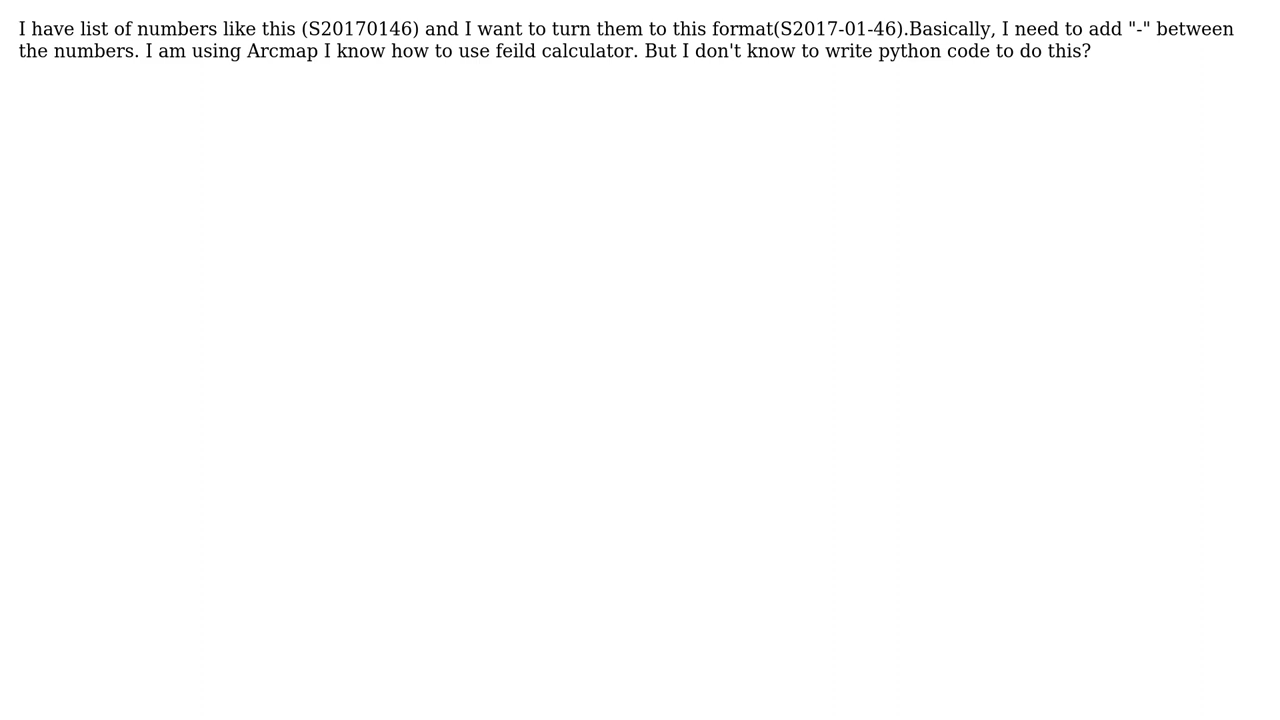 I have list of numbers like this (S20170146) and I want to turn them to this format(S2017-01-46).Basically, I need to add "-" between
the numbers. I am using Arcmap I know how to use feild calculator. But I don't know to write python code to do this?